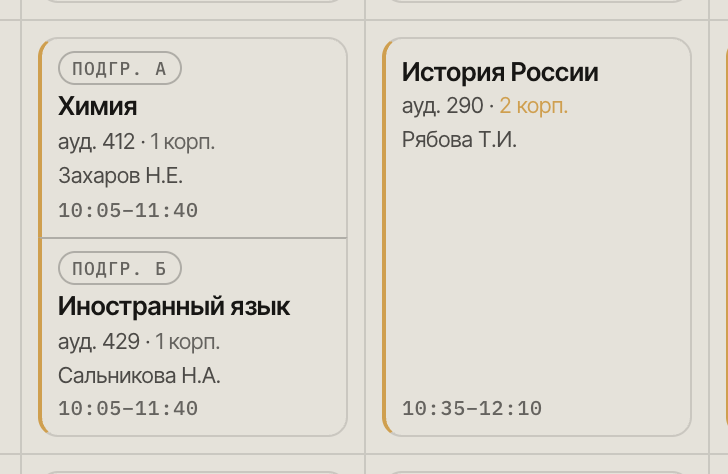 ПОДГР. А
Химия
ауд. 412 · 1 корп.
Захаров Н.Е.
10:05–11:40
ПОДГР. Б
Иностранный язык
ауд. 429 · 1 корп.
Сальникова Н.А.
10:05–11:40
История России
ауд. 290 · 2 корп.
Рябова Т.И.
10:35–12:10